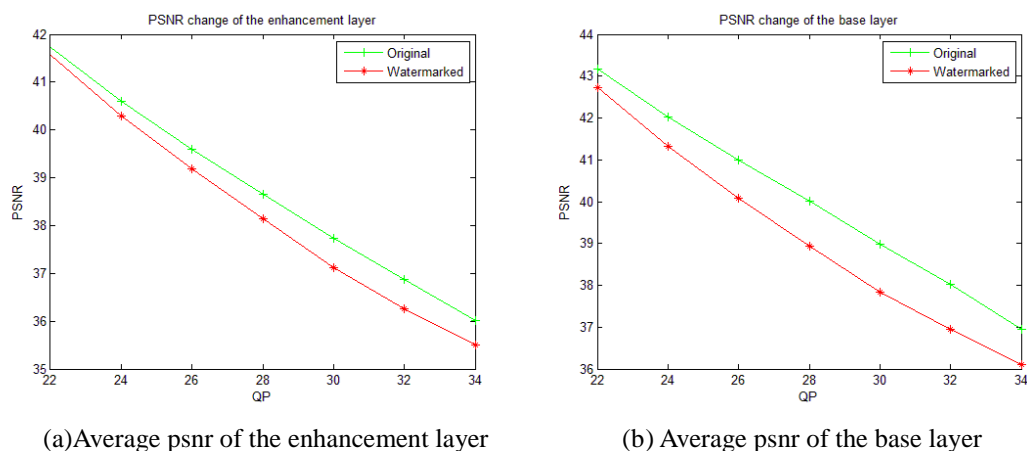 PSNR change of the enhancement layer
42
41
40
39
38
37
36
35
PSNR
22 24 26 28 30 32 34
QP
Original
Watermarked
(a)Average psnr of the enhancement layer
PSNR change of the base layer
44
43
42
41
40
39
38
37
36
PSNR
22 24 26 28 30 32 34
QP
Original
Watermarked
(b) Average psnr of the base layer